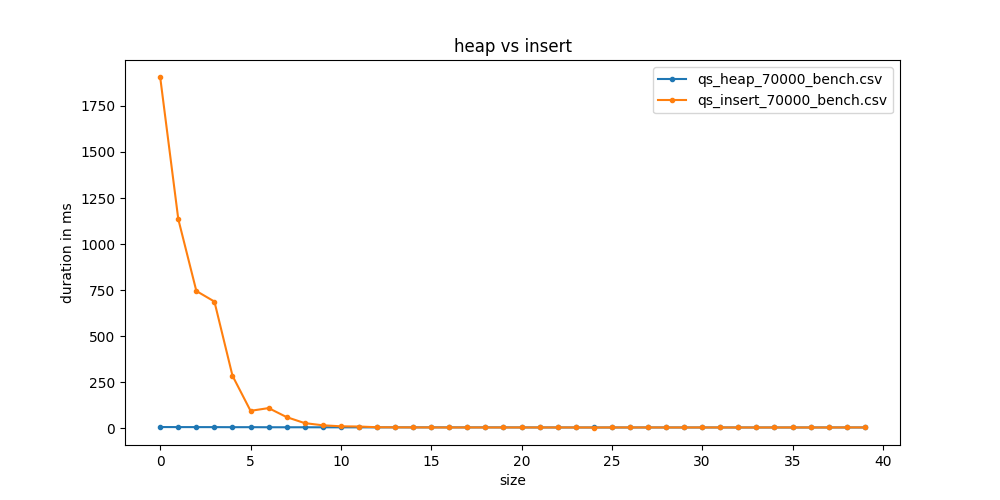 heap vs insert
qs_heap_70000_bench.csv
qs_insert_70000_bench.csv
duration in ms
1750
1500
1250
1000
750
500
250
0
0 5 10 15 20 25 30 35 40
size